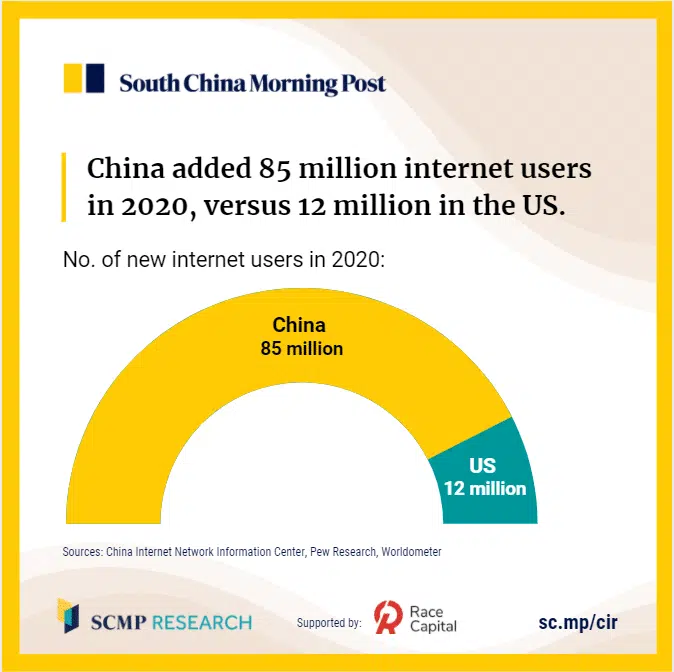 South China Morning Post
China added 85 million internet users
in 2020, versus 12 million in the US.
No. of new internet users in 2020:
China
85 million
US
12 million
Sources: China Internet Network Information Center, Pew Research, Worldometer
SCMP RESEARCH
Supported by:
Race
Capital
sc.mp/cir